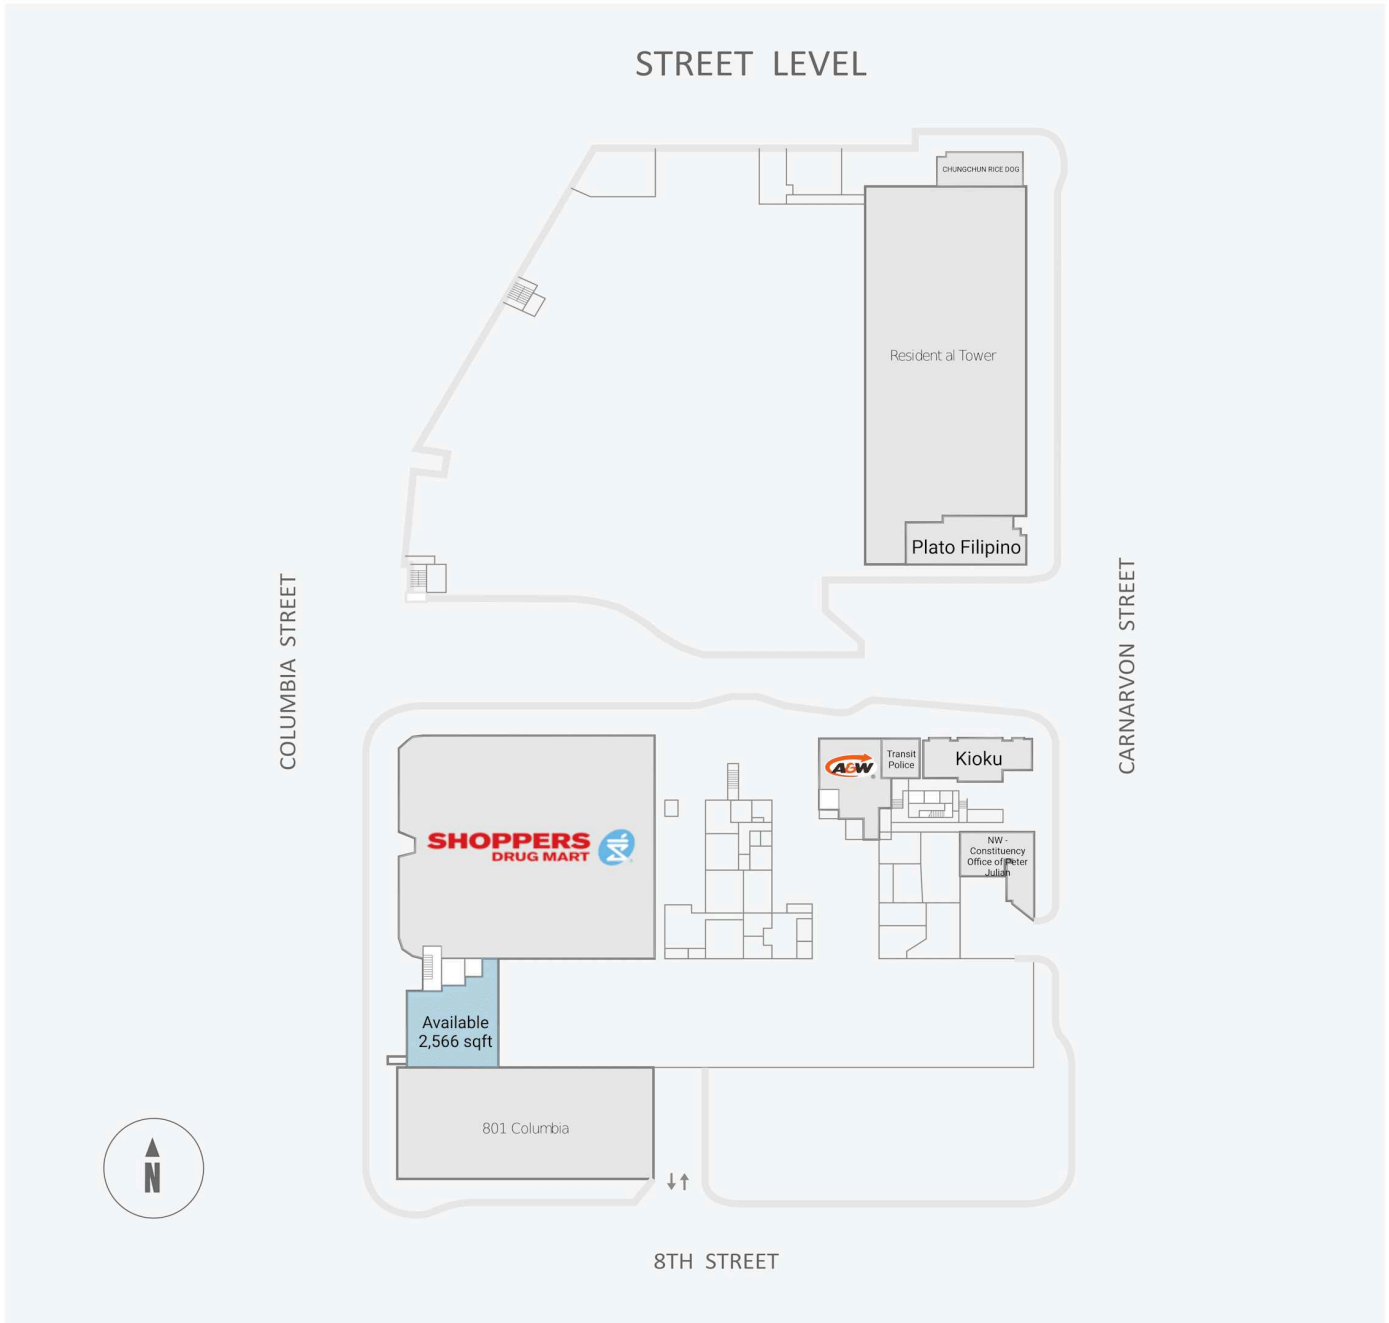 STREET LEVEL
CHUNGCHUN RICE DOG
Resident al Tower
Plato Filipino
COLUMBIA STREET
CARNARVON STREET
A&W
Transit
Police
Kioku
SHOPPERS
DRUG MART
NW -
Constituency
Office of Peter
Julian
Available
2,566 sqft
801 Columbia
N
8TH STREET